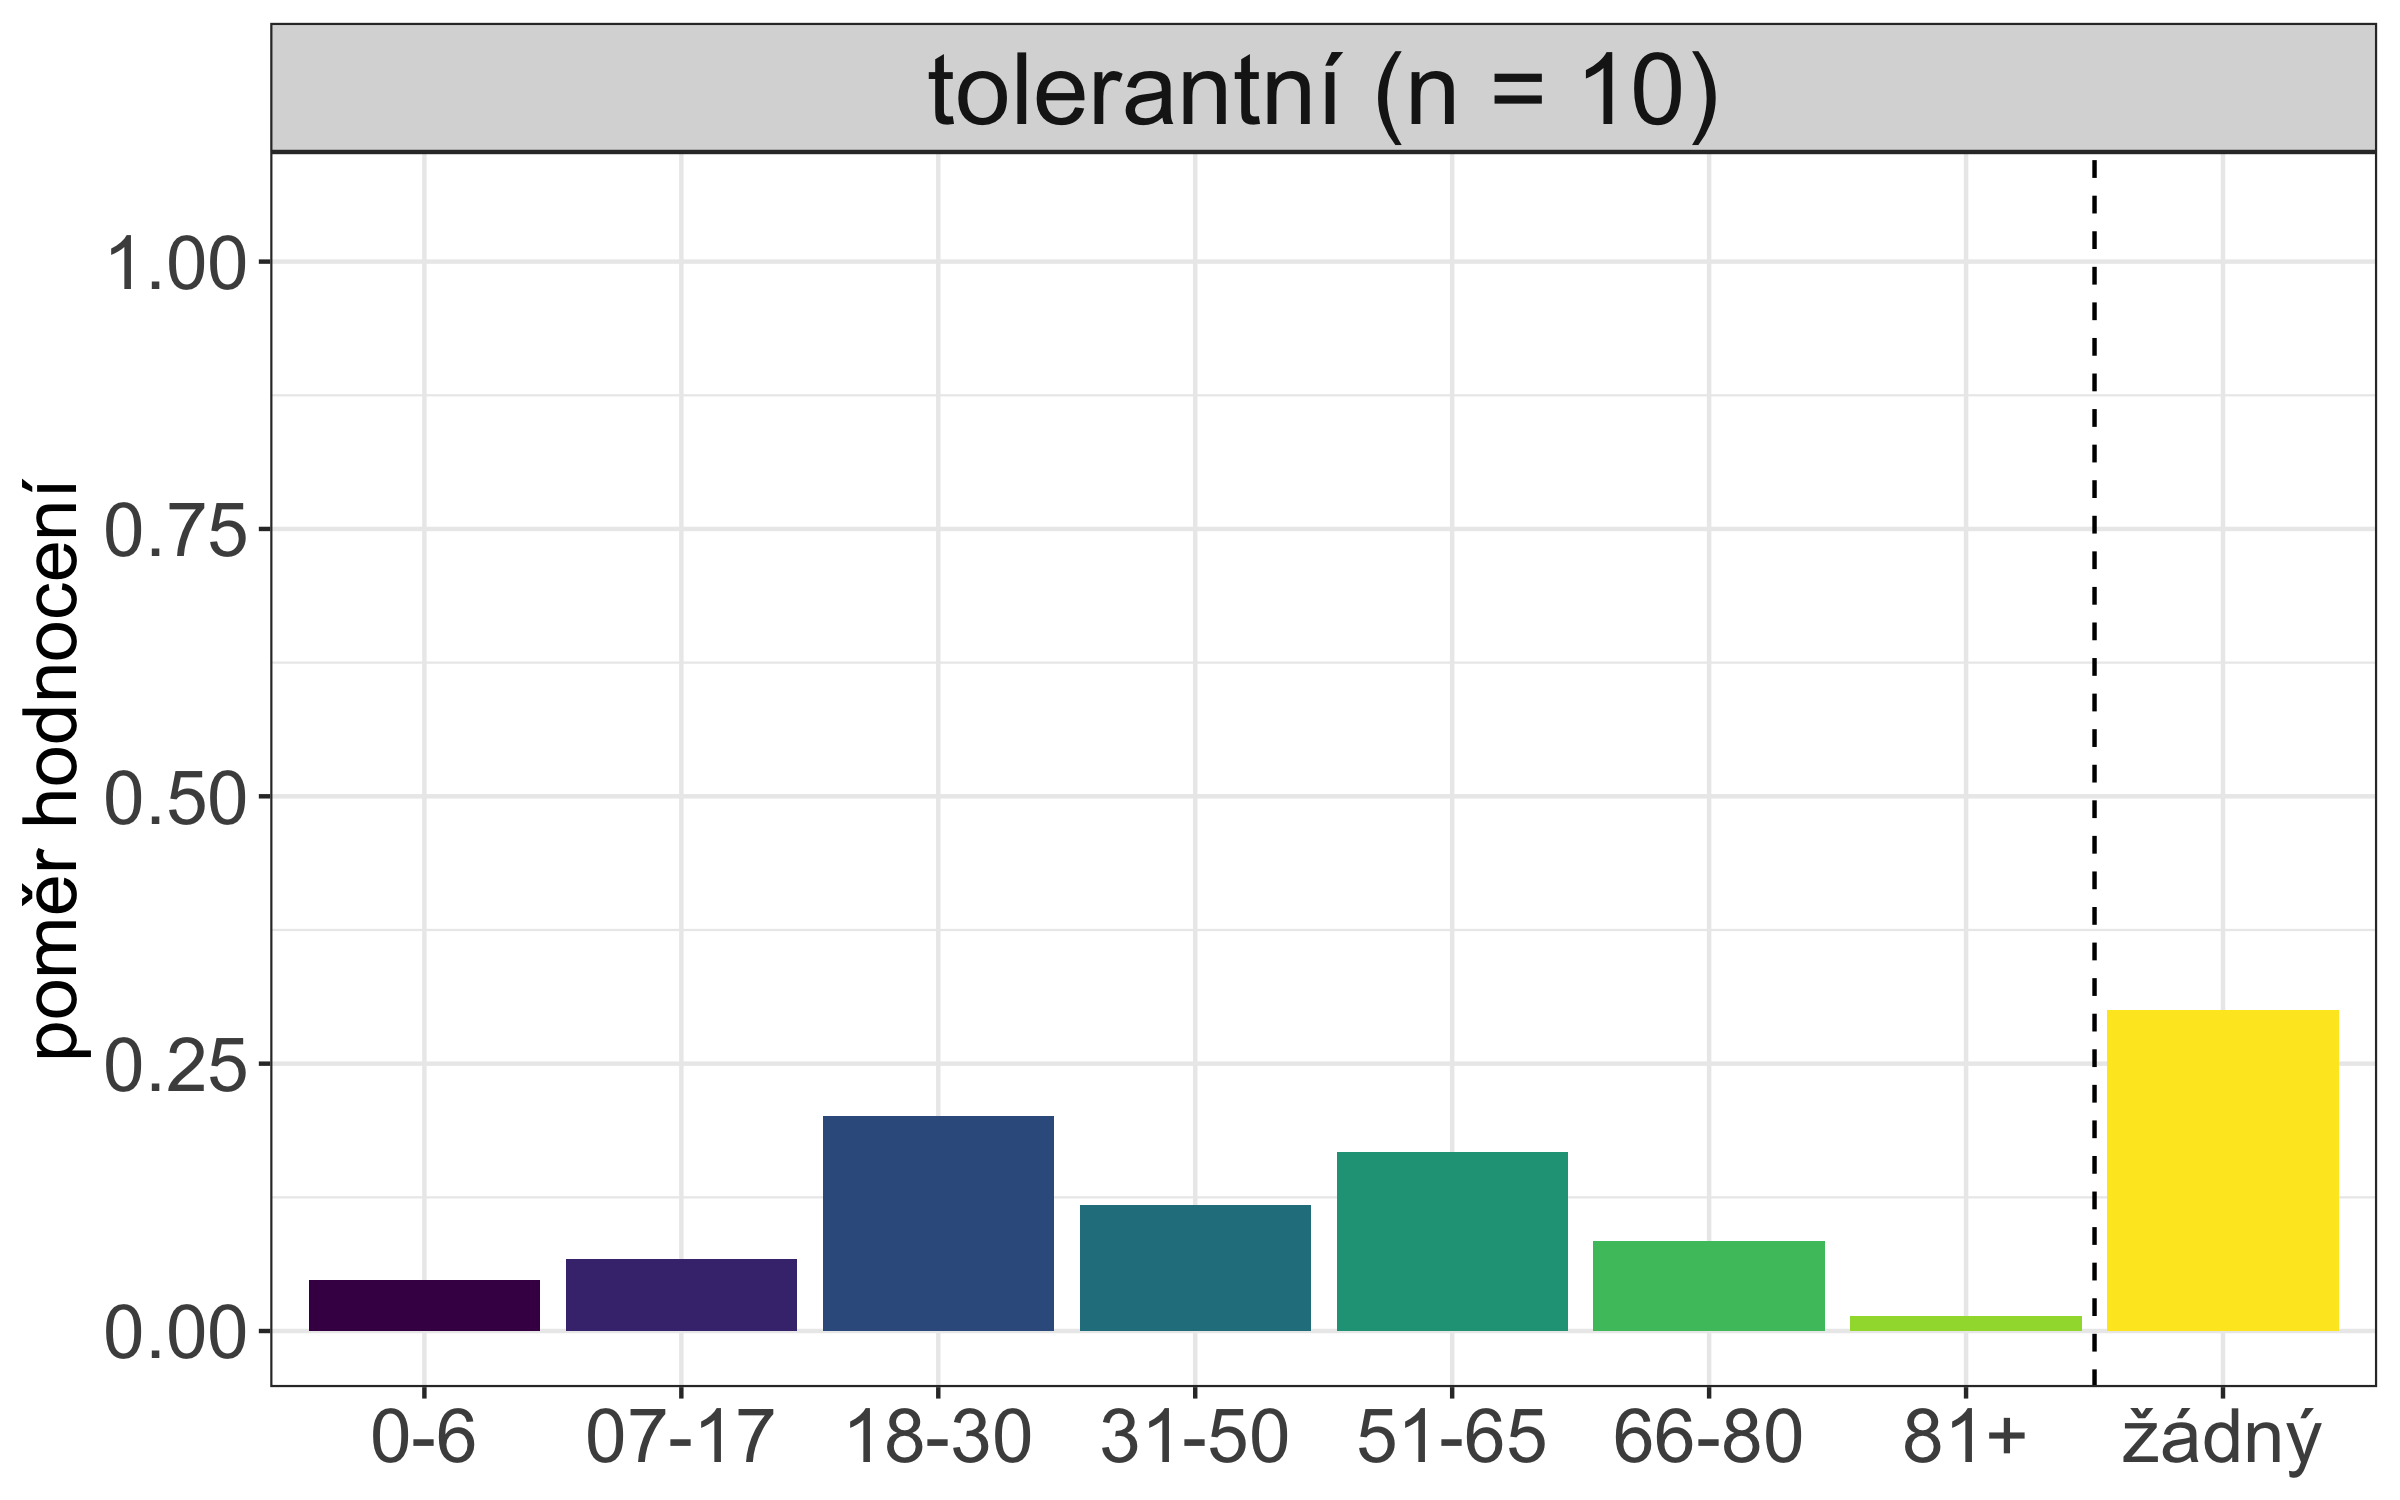 tolerantní (n = 10)
poměr hodnocení
1.00
0.75
0.50
0.25
0.00
0-6 07-17 18-30 31-50 51-65 66-80 81+ žádný